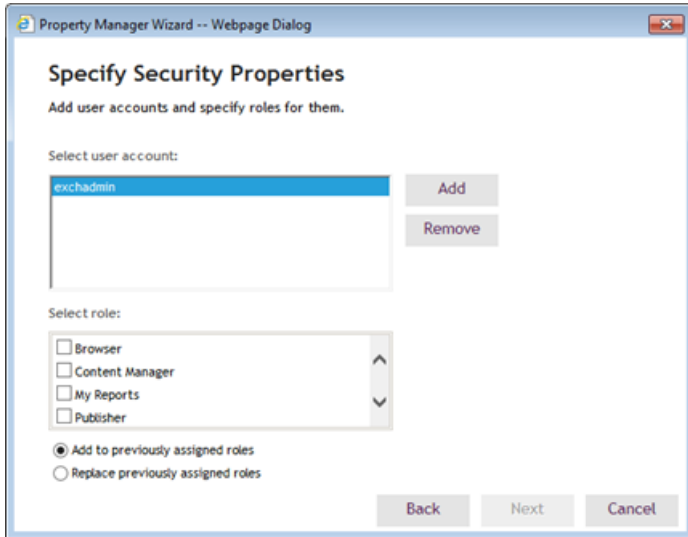 Property Manager Wizard -- Webpage Dialog
Specify Security Properties
Add user accounts and specify roles for them.
Select user account:
exchadmin
Add
Remove
Select role:
Browser
Content Manager
My Reports
Publisher
Add to previously assigned roles
Replace previously assigned roles
Back Next Cancel